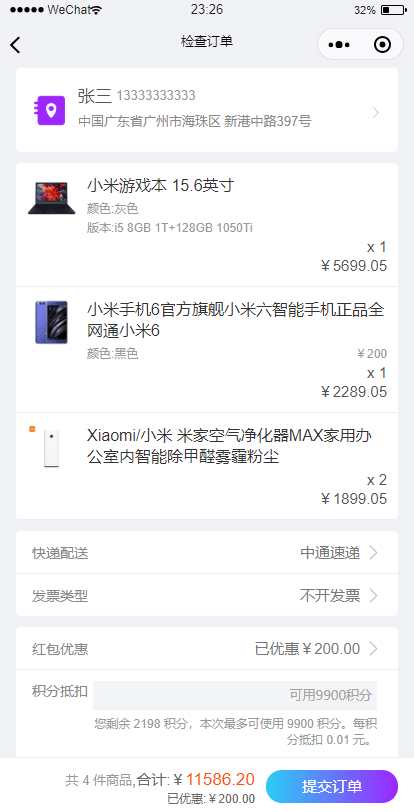 ●●●●● WeChat 23:26 32%
检查订单
张三 13333333333
中国广东省广州市海珠区 新港中路397号
小米游戏本 15.6英寸
颜色:灰色
版本:i5 8GB 1T+128GB 1050Ti
x 1
￥5699.05
小米手机6官方旗舰小米六智能手机正品全
网通小米6
颜色:黑色 ￥200
x 1
￥2289.05
Xiaomi/小米 米家空气净化器MAX家用办
公室内智能除甲醛雾霾粉尘
x 2
￥1899.05
快递配送 中通速递
发票类型 不开发票
红包优惠 已优惠￥200.00
积分抵扣 可用9900积分
您剩余 2198 积分，本次最多可使用 9900 积分。每积
分抵扣 0.01 元。
共 4 件商品,合计:￥11586.20
已优惠:￥200.00
提交订单